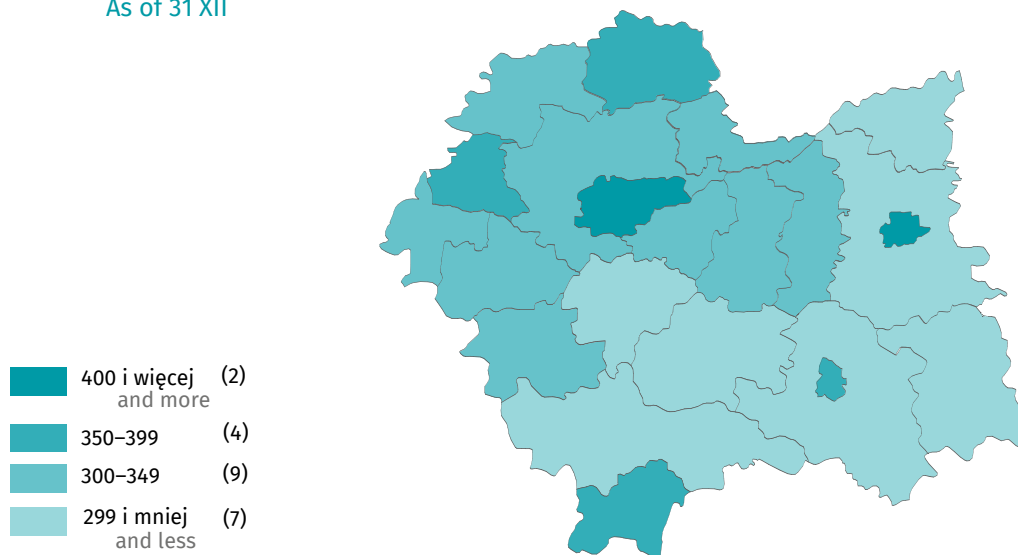 As of 31 XII
400 i więcej (2)
and more
350–399 (4)
300–349 (9)
299 i mniej (7)
and less